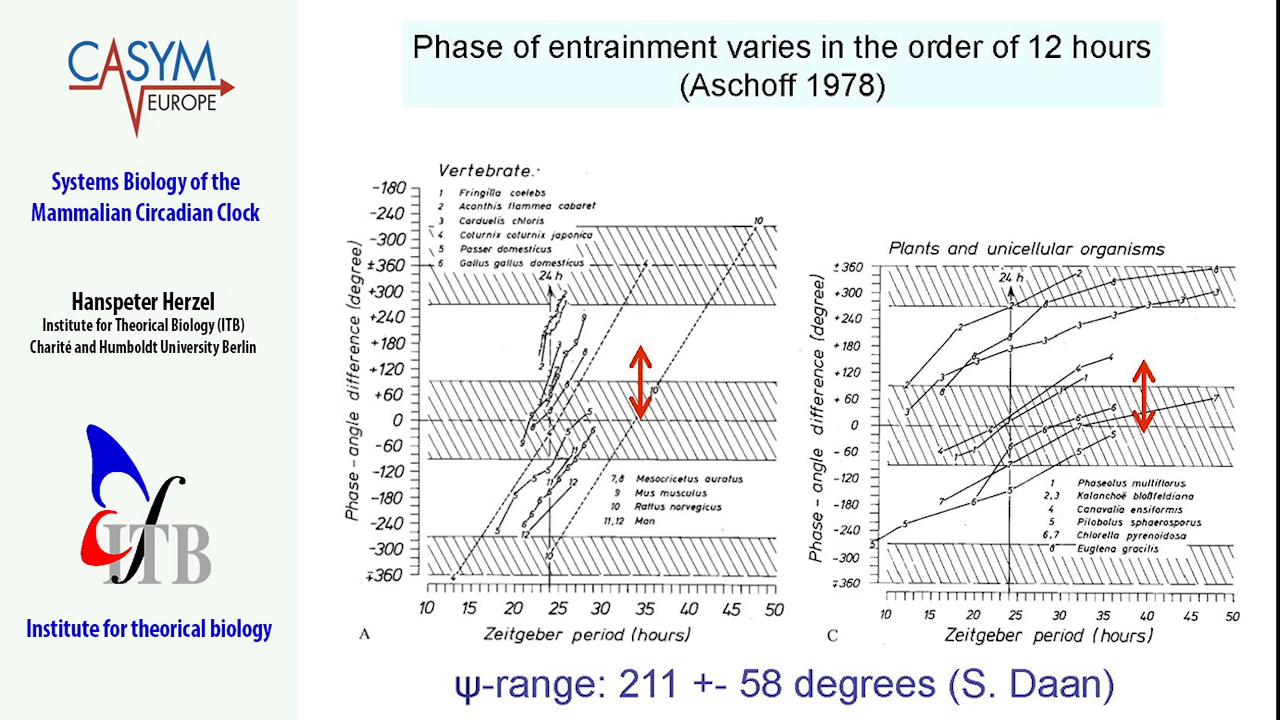 CASYM
EUROPE
Systems Biology of the
Mammalian Circadian Clock
Hanspeter Herzel
Institute for Theorical Biology (ITB)
Charité and Humboldt University Berlin
ITB
Institute for theorical biology
Phase of entrainment varies in the order of 12 hours
(Aschoff 1978)
Vertebrate:
1 Fringilla coelebs
2 Acanthis flammea cabaret
3 Carduelis chloris
4 Coturnix coturnix japonica
5 Passer domesticus
6 Gallus gallus domesticus
24 h
Phase-angle difference (degree)
-180
-240
-300
±360
+300
+240
+180
+120
+60
0
-60
-120
-180
-240
-300
∓360
7,8 Mesocricetus auratus
9 Mus musculus
10 Rattus norvegicus
11,12 Man
10 15 20 25 30 35 40 45 50
A Zeitgeber period (hours)
Plants and unicellular organisms
24 h
Phase-angle difference (degree)
±360
+300
+240
+180
+120
+60
0
-60
-120
-180
-240
-300
∓360
1 Phaseolus multiflorus
2,3 Kalanchoë bloßfeldiana
4 Canavalia ensiformis
5 Pilobolus sphaerosporus
6,7 Chlorella pyrenoidosa
8 Euglena gracilis
10 15 20 25 30 35 40 45 50
C Zeitgeber period (hours)
ψ-range: 211 +- 58 degrees (S. Daan)